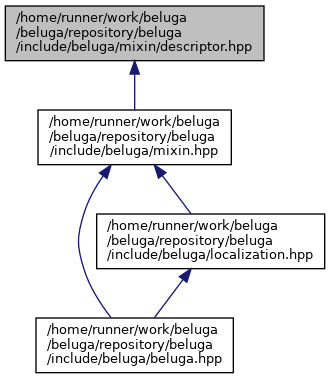 /home/runner/work/beluga
/beluga/repository/beluga
/include/beluga/mixin/descriptor.hpp
/home/runner/work/beluga
/beluga/repository/beluga
/include/beluga/mixin.hpp
/home/runner/work/beluga
/beluga/repository/beluga
/include/beluga/localization.hpp
/home/runner/work/beluga
/beluga/repository/beluga
/include/beluga/beluga.hpp